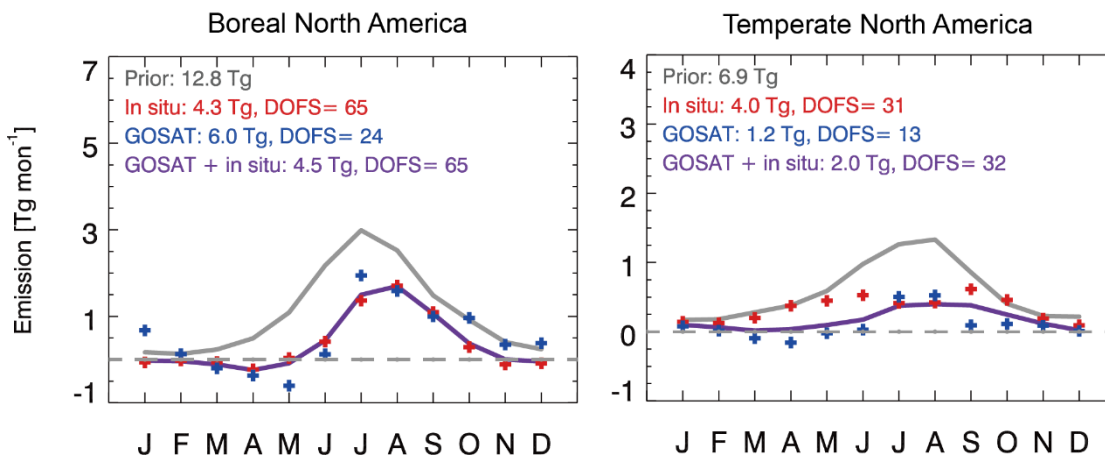 Boreal North America
Temperate North America
Emission [Tg mon⁻¹]
7
5
3
1
-1
Prior: 12.8 Tg
In situ: 4.3 Tg, DOFS= 65
GOSAT: 6.0 Tg, DOFS= 24
GOSAT + in situ: 4.5 Tg, DOFS= 65
J F M A M J J A S O N D
4
3
2
1
0
-1
Prior: 6.9 Tg
In situ: 4.0 Tg, DOFS= 31
GOSAT: 1.2 Tg, DOFS= 13
GOSAT + in situ: 2.0 Tg, DOFS= 32
J F M A M J J A S O N D